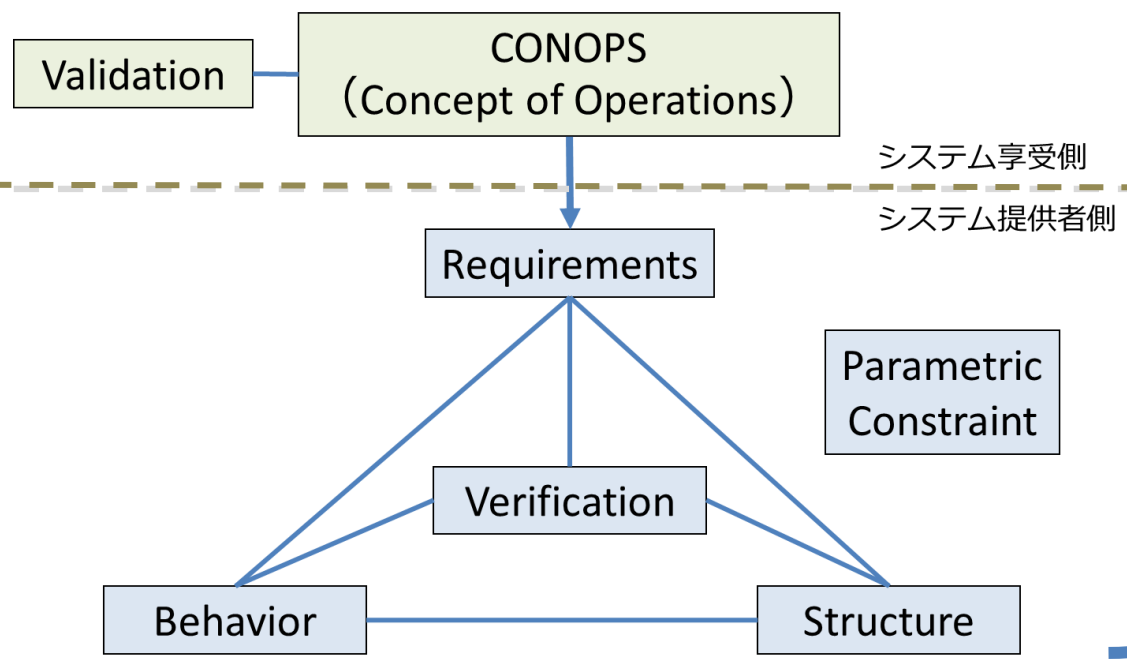 Validation
CONOPS
（Concept of Operations）
システム享受側
システム提供者側
Requirements
Parametric
Constraint
Verification
Behavior
Structure